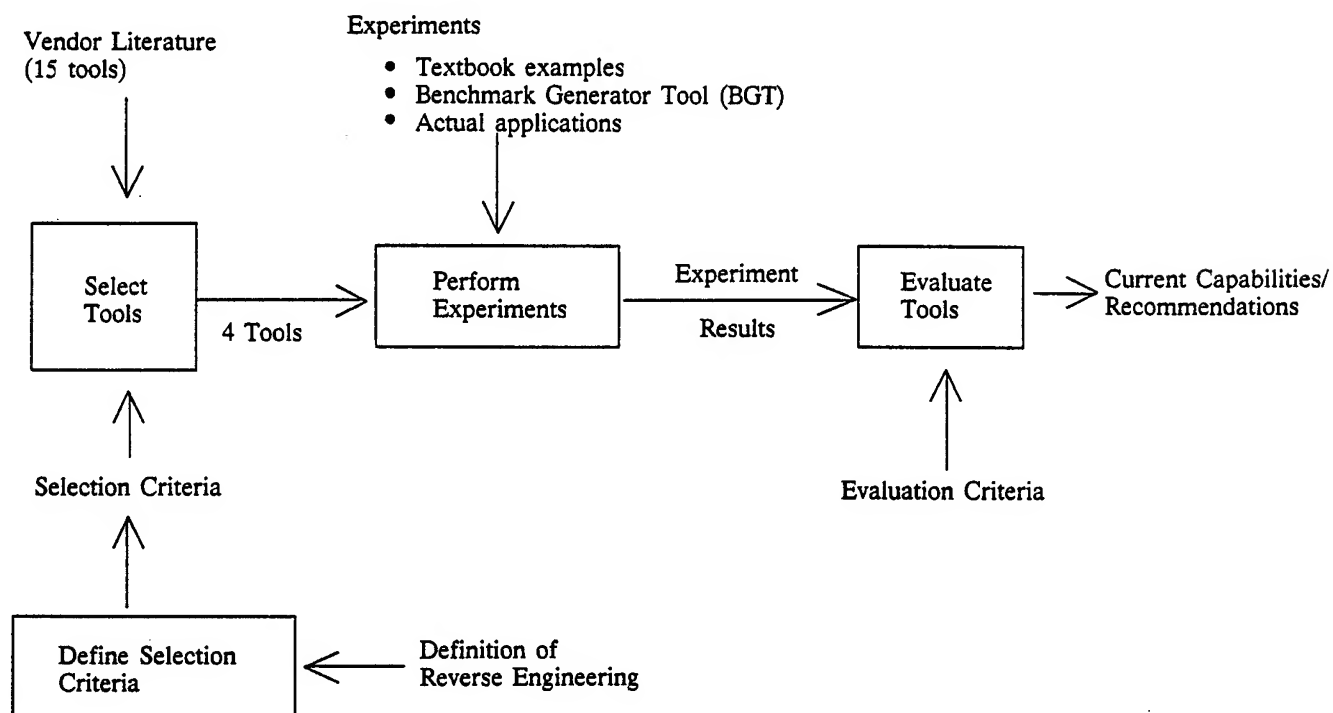 Vendor Literature
(15 tools)
Experiments
• Textbook examples
• Benchmark Generator Tool (BGT)
• Actual applications
Select
Tools
4 Tools
Perform
Experiments
Experiment
Results
Evaluate
Tools
Current Capabilities/
Recommendations
Selection Criteria
Evaluation Criteria
Define Selection
Criteria
Definition of
Reverse Engineering